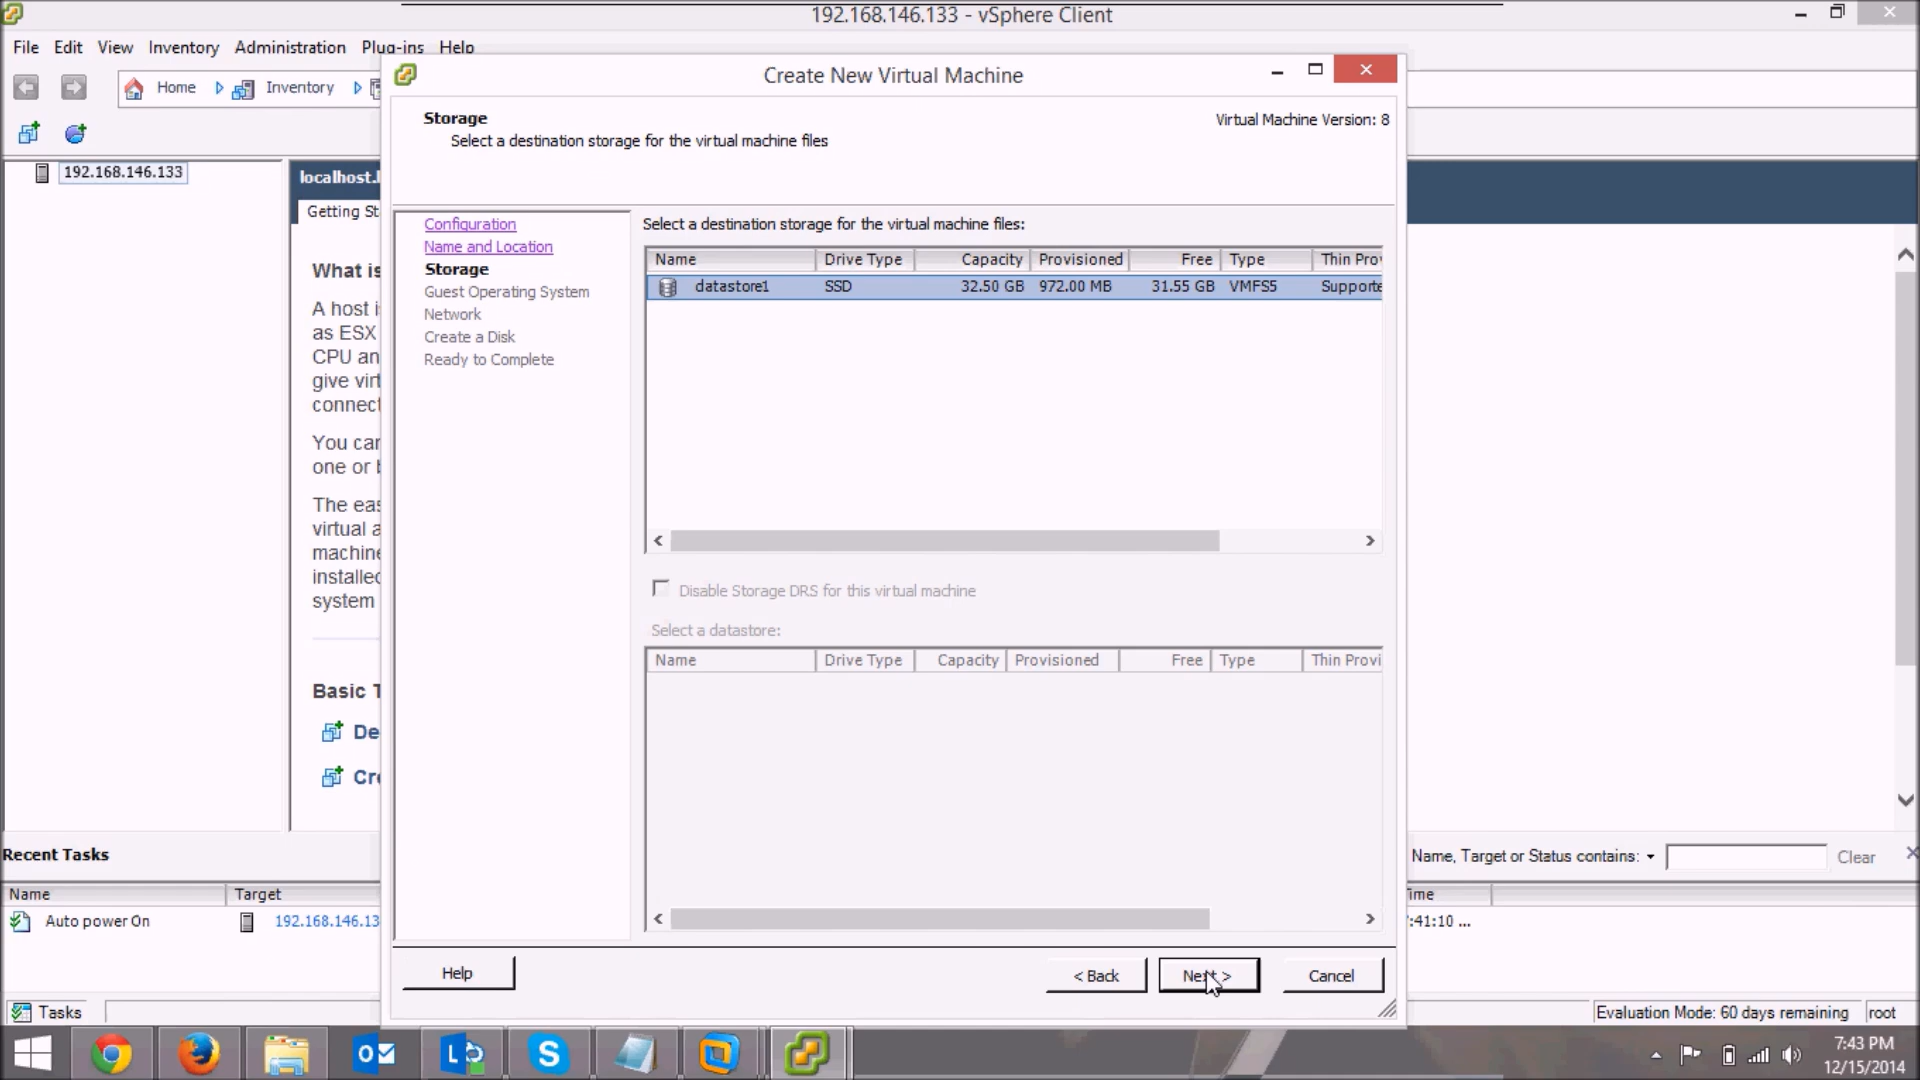 192.168.146.133 - vSphere Client
File Edit View Inventory Administration Plug-ins Help
Home Inventory
192.168.146.133
localhost.
Getting St
What is
A host i
as ESX
CPU an
give virt
connect
You car
one or
The eas
virtual a
machine
installed
system
Basic T
De
Cre
Create New Virtual Machine
Storage
Select a destination storage for the virtual machine files
Virtual Machine Version: 8
Configuration
Name and Location
Storage
Guest Operating System
Network
Create a Disk
Ready to Complete
Select a destination storage for the virtual machine files:
Name Drive Type Capacity Provisioned Free Type Thin Prov
datastore1 SSD 32.50 GB 972.00 MB 31.55 GB VMFS5 Supporte
Disable Storage DRS for this virtual machine
Select a datastore:
Name Drive Type Capacity Provisioned Free Type Thin Provi
Help < Back Next > Cancel
Recent Tasks
Name, Target or Status contains: Clear
Name Target ime
Auto power On 192.168.146.13 :41:10 ...
Tasks
Evaluation Mode: 60 days remaining root
7:43 PM
12/15/2014